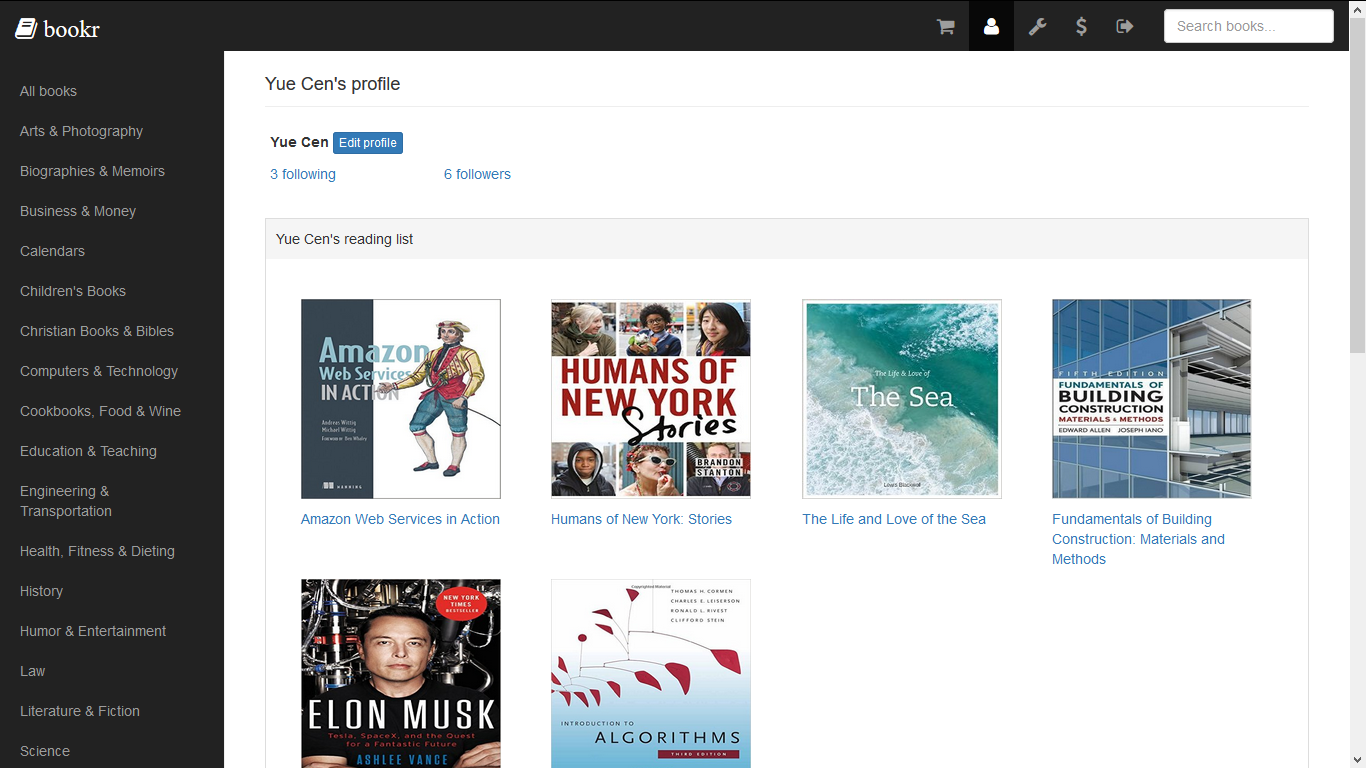 bookr
Search books...
All books
Arts & Photography
Biographies & Memoirs
Business & Money
Calendars
Children's Books
Christian Books & Bibles
Computers & Technology
Cookbooks, Food & Wine
Education & Teaching
Engineering &
Transportation
Health, Fitness & Dieting
History
Humor & Entertainment
Law
Literature & Fiction
Science
Yue Cen's profile
Yue Cen Edit profile
3 following 6 followers
Yue Cen's reading list
Amazon
Web Services
IN ACTION
Andreas Wittig
Michael Wittig
Foreword by Ben Whaley
MANNING
Amazon Web Services in Action
HUMANS OF
NEW YORK
Stories
BRANDON
STANTON
Humans of New York: Stories
The Life & Love of
The Sea
Lewis Blackwell
The Life and Love of the Sea
FIFTH EDITION
FUNDAMENTALS OF
BUILDING
CONSTRUCTION
MATERIALS & METHODS
EDWARD ALLEN JOSEPH IANO
Fundamentals of Building
Construction: Materials and
Methods
NEW YORK
TIMES
BESTSELLER
ELON MUSK
Tesla, SpaceX, and the Quest
for a Fantastic Future
ASHLEE VANCE
Copyrighted Material
THOMAS H. CORMEN
CHARLES E. LEISERSON
RONALD L. RIVEST
CLIFFORD STEIN
INTRODUCTION TO
ALGORITHMS
THIRD EDITION